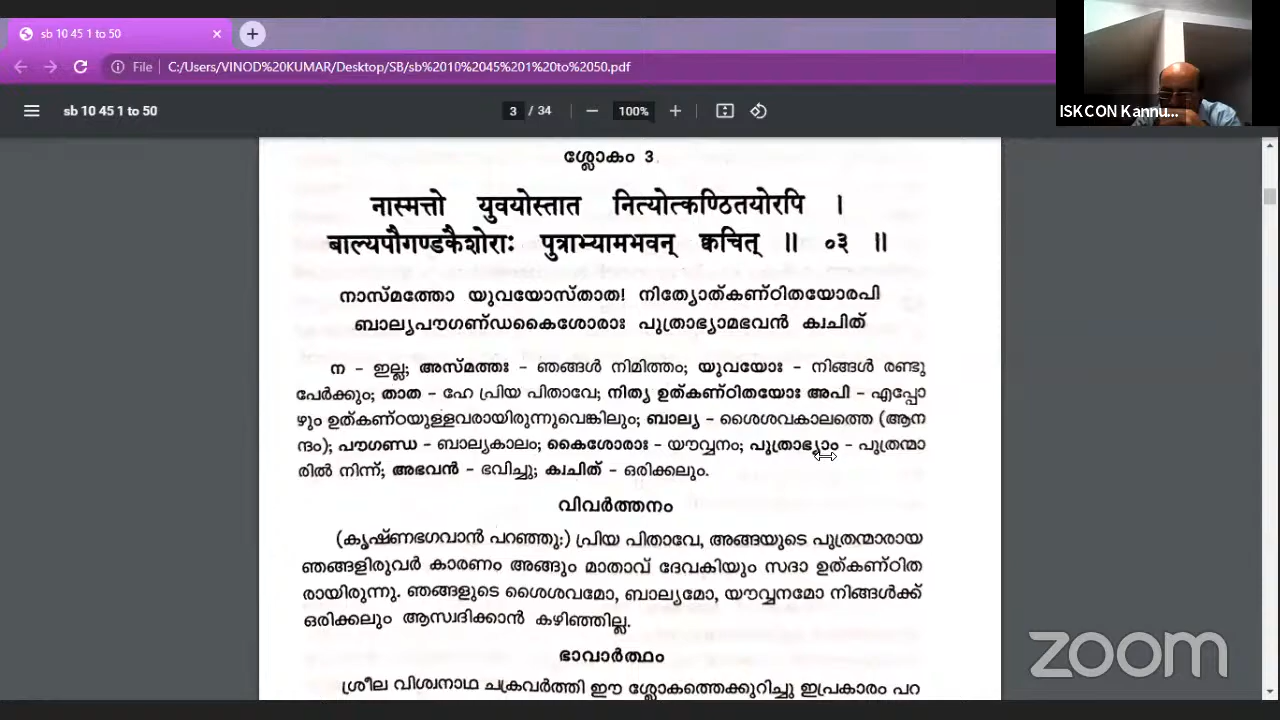 sb 10 45 1 to 50
File C:/Users/VINOD%20KUMAR/Desktop/SB/sb%2010%2045%201%20to%2050.pdf
sb 10 45 1 to 50
3 / 34
100%
ISKCON Kannu...
ശ്ലോകം 3
नास्मत्तो युवयोस्तात नित्योत्कण्ठितयोरपि ।
बाल्यपौगण्डकैशोराः पुत्राभ्यामभवन् क्वचित् ॥ ०३ ॥
നാസ്മത്തോ യുവയോസ്താത! നിത്യോത്കണ്ഠിതയോരപി
ബാല്യപൗഗണ്ഡകൈശോരാഃ പുത്രാഭ്യാമഭവൻ ക്വചിത്
ന – ഇല്ല; അസ്മത്തഃ – ഞങ്ങൾ നിമിത്തം; യുവയോഃ – നിങ്ങൾ രണ്ടു
പേർക്കും; താത – ഹേ പ്രിയ പിതാവേ; നിത്യ ഉത്കണ്ഠിതയോഃ അപി – എപ്പോ
ഴും ഉത്കണ്ഠയുള്ളവരായിരുന്നുവെങ്കിലും; ബാല്യ – ശൈശവകാലത്തെ (ആന
ന്ദം); പൗഗണ്ഡ – ബാല്യകാലം; കൈശോരാഃ – യൗവ്വനം; പുത്രാഭ്യാം – പുത്രന്മാ
രിൽ നിന്ന്; അഭവൻ – ഭവിച്ചു; ക്വചിത് – ഒരിക്കലും.
വിവർത്തനം
(കൃഷ്ണഭഗവാൻ പറഞ്ഞു:) പ്രിയ പിതാവേ, അങ്ങയുടെ പുത്രന്മാരായ
ഞങ്ങളിരുവർ കാരണം അങ്ങും മാതാവ് ദേവകിയും സദാ ഉത്കണ്ഠിത
രായിരുന്നു. ഞങ്ങളുടെ ശൈശവമോ, ബാല്യമോ, യൗവ്വനമോ നിങ്ങൾക്ക്
ഒരിക്കലും ആസ്വദിക്കാൻ കഴിഞ്ഞില്ല.
ഭാവാർത്ഥം
ശ്രീല വിശ്വനാഥ ചക്രവർത്തി ഈ ശ്ലോകത്തെക്കുറിച്ചു ഇപ്രകാരം പറ
zoom